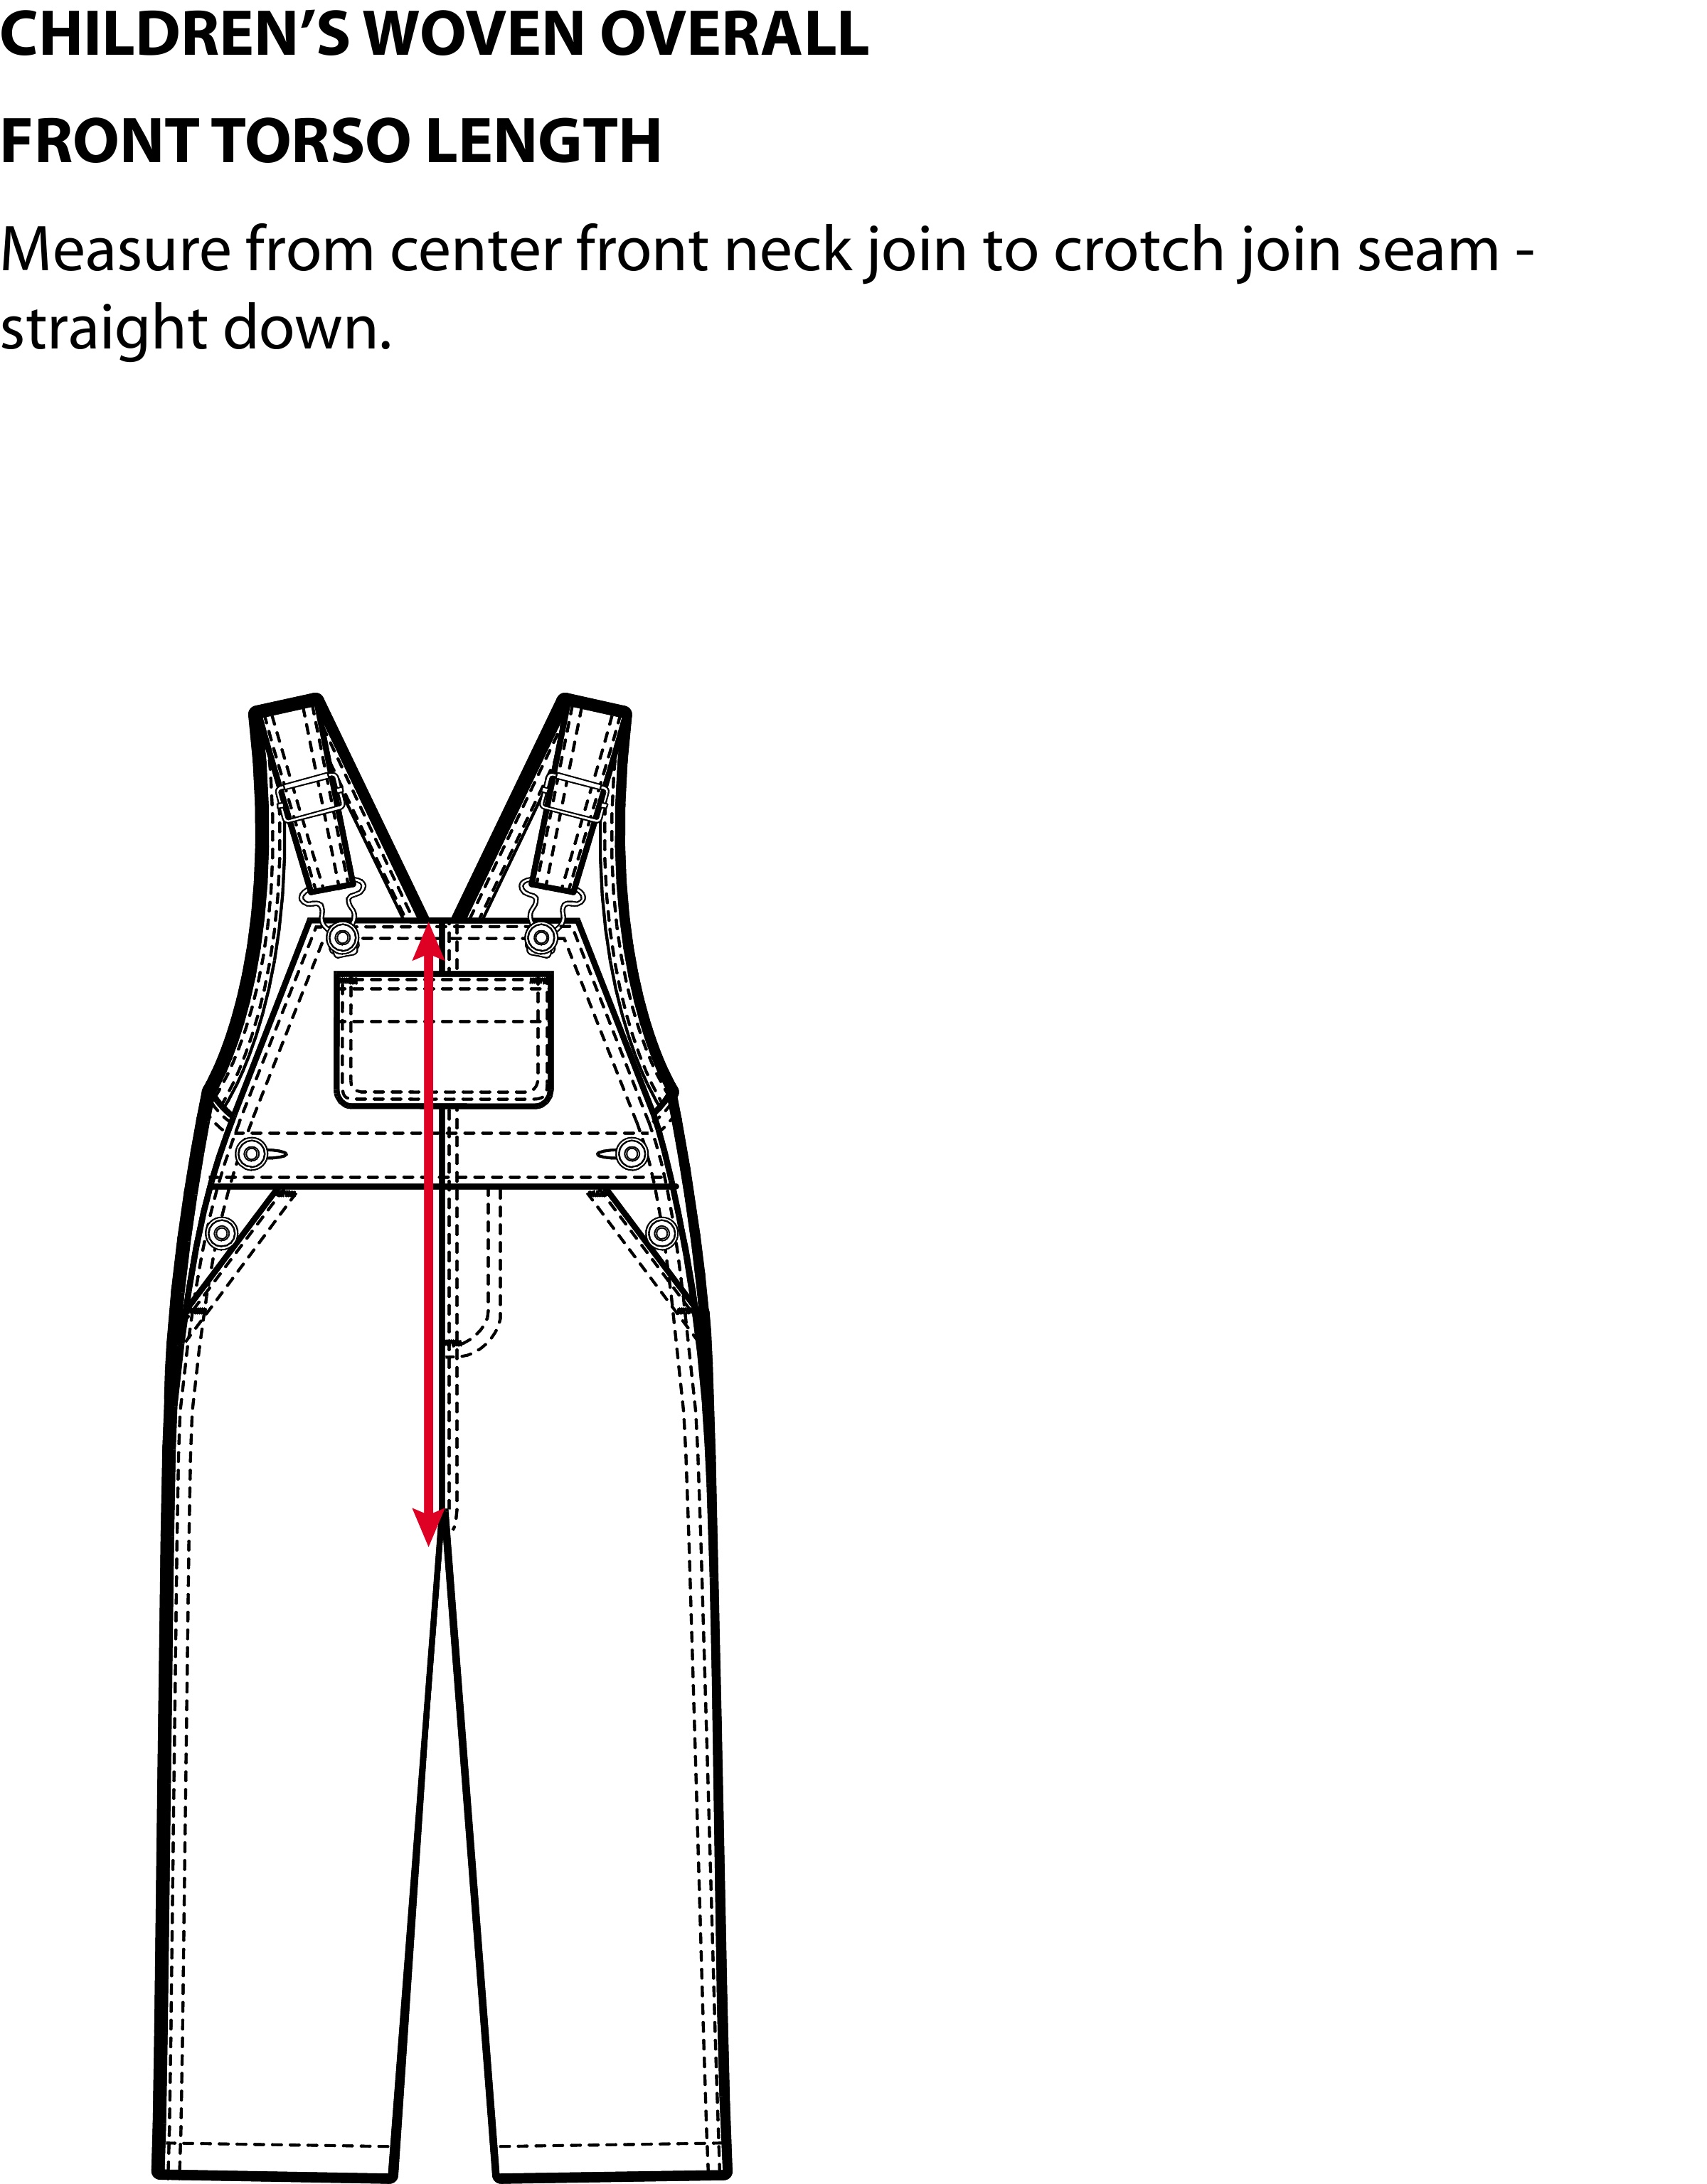 CHILDREN’S WOVEN OVERALL
FRONT TORSO LENGTH
Measure from center front neck join to crotch join seam -
straight down.